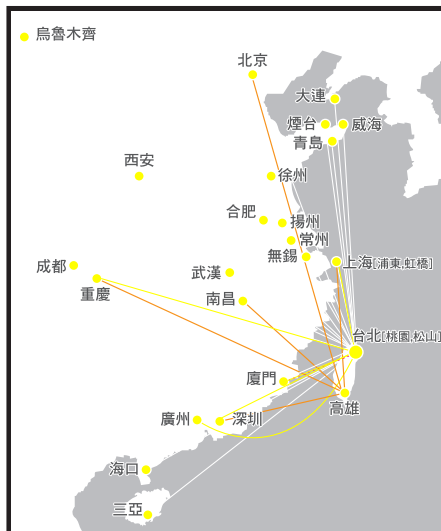 烏魯木齊
北京
大連
煙台
威海
青島
西安
徐州
合肥
揚州
常州
無錫
上海[浦東,虹橋]
成都
武漢
重慶
南昌
台北[桃園,松山]
廈門
高雄
廣州
深圳
海口
三亞